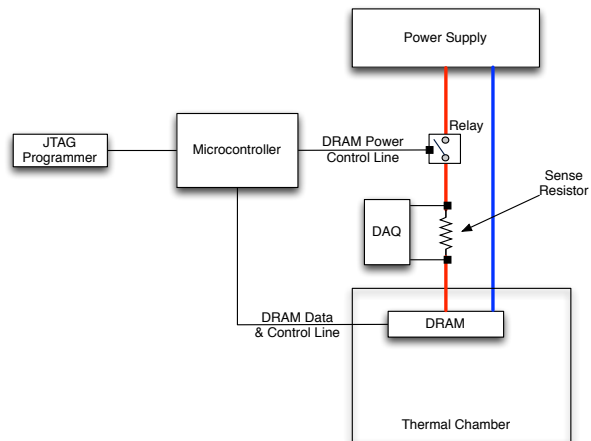 Power Supply
Relay
JTAG
Programmer
Microcontroller
DRAM Power
Control Line
Sense
Resistor
DAQ
DRAM Data
& Control Line
DRAM
Thermal Chamber